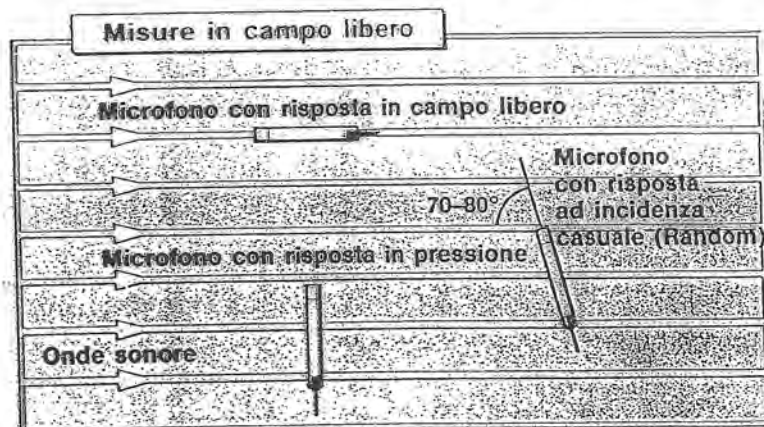 Misure in campo libero
Microfono con risposta in campo libero
Microfono
con risposta
ad incidenza
casuale (Random)
70–80°
Microfono con risposta in pressione
Onde sonore